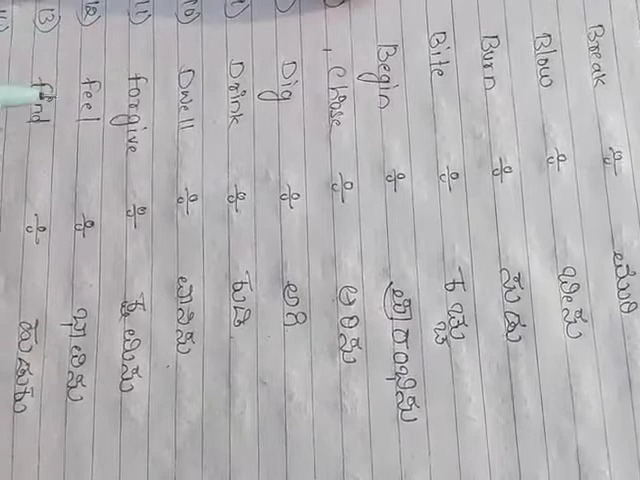 Break ಮುರಿ
Blow ಬೀಸು
Burn ಸುಡು
Bite ಕಚ್ಚು
Begin ಪ್ರಾರಂಭಿಸು
chose ಆರಿಸು
Dig ಅಗಿ
Drink ಕುಡಿ
10) Dwell ವಾಸಿಸು
11) forgive ಕ್ಷಮಿಸು
12) feel ಭಾವಿಸು
13) find ಹುಡುಕು